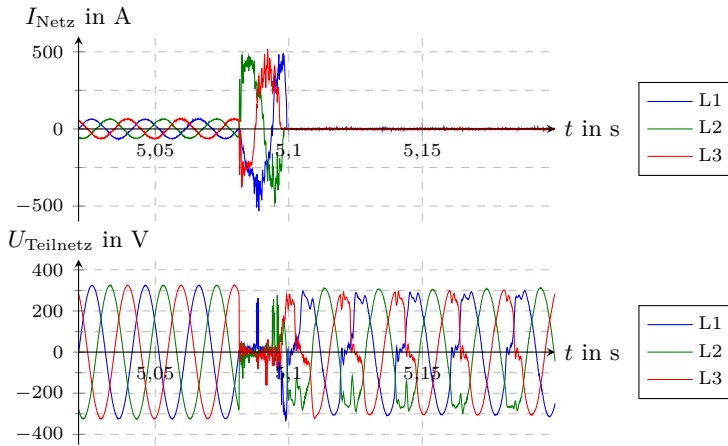 I_Netz in A
500
0
−500
5,05
5,1
5,15
t in s
L1
L2
L3
U_Teilnetz in V
400
200
0
−200
−400
5,05
5,1
5,15
t in s
L1
L2
L3